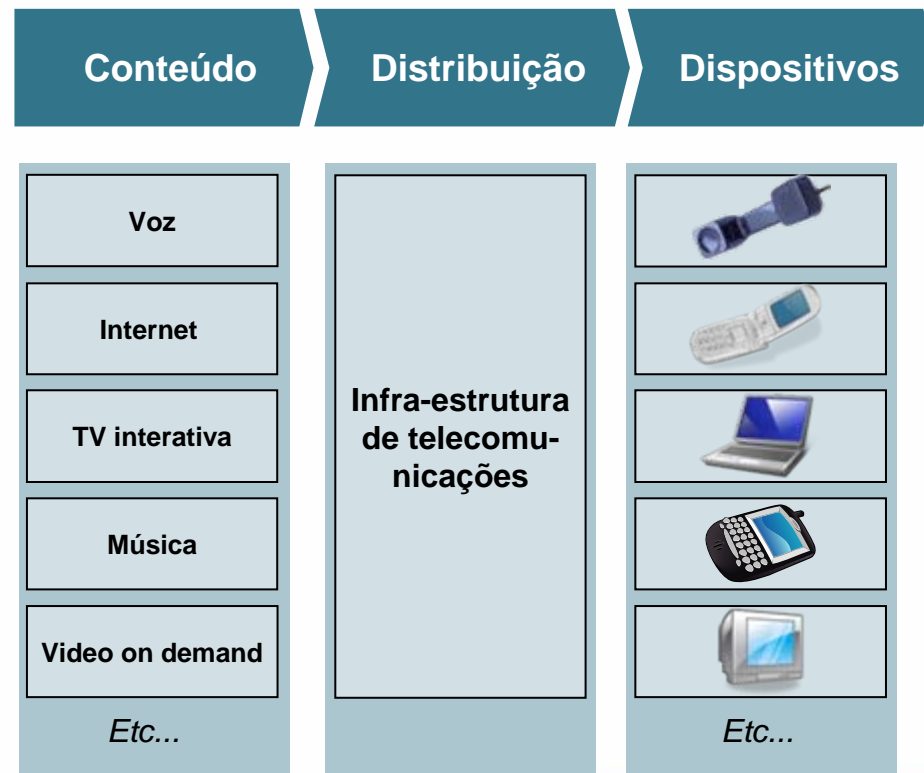 Conteúdo
Distribuição
Dispositivos
Voz
Internet
TV interativa
Música
Video on demand
Etc...
Infra-estrutura
de telecomu-
nicações
Etc...